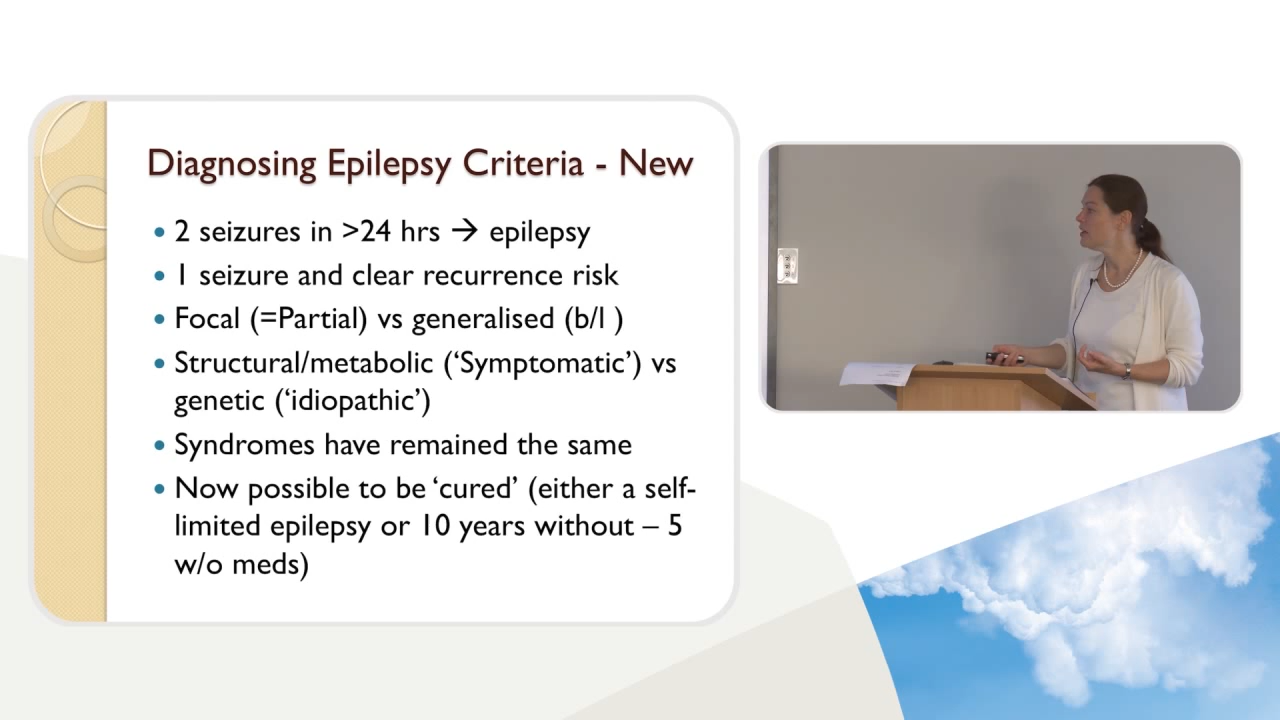 Diagnosing Epilepsy Criteria - New
• 2 seizures in >24 hrs → epilepsy
• 1 seizure and clear recurrence risk
• Focal (=Partial) vs generalised (b/l )
• Structural/metabolic (‘Symptomatic’) vs
genetic (‘idiopathic’)
• Syndromes have remained the same
• Now possible to be ‘cured’ (either a self-
limited epilepsy or 10 years without – 5
w/o meds)